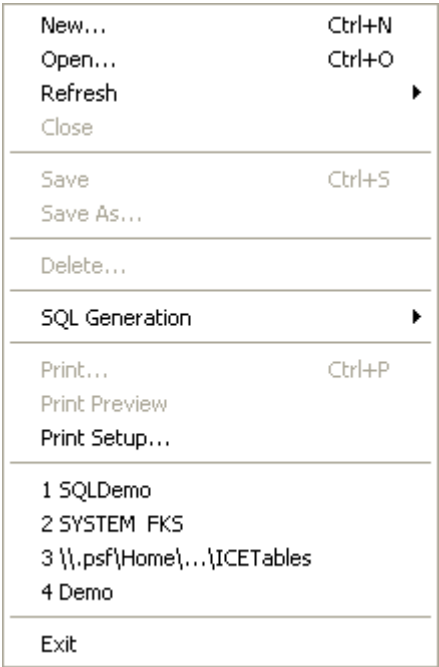 New... Ctrl+N
Open... Ctrl+O
Refresh
Close
Save Ctrl+S
Save As...
Delete...
SQL Generation
Print... Ctrl+P
Print Preview
Print Setup...
1 SQLDemo
2 SYSTEM FKS
3 \\.psf\Home\...\ICETables
4 Demo
Exit